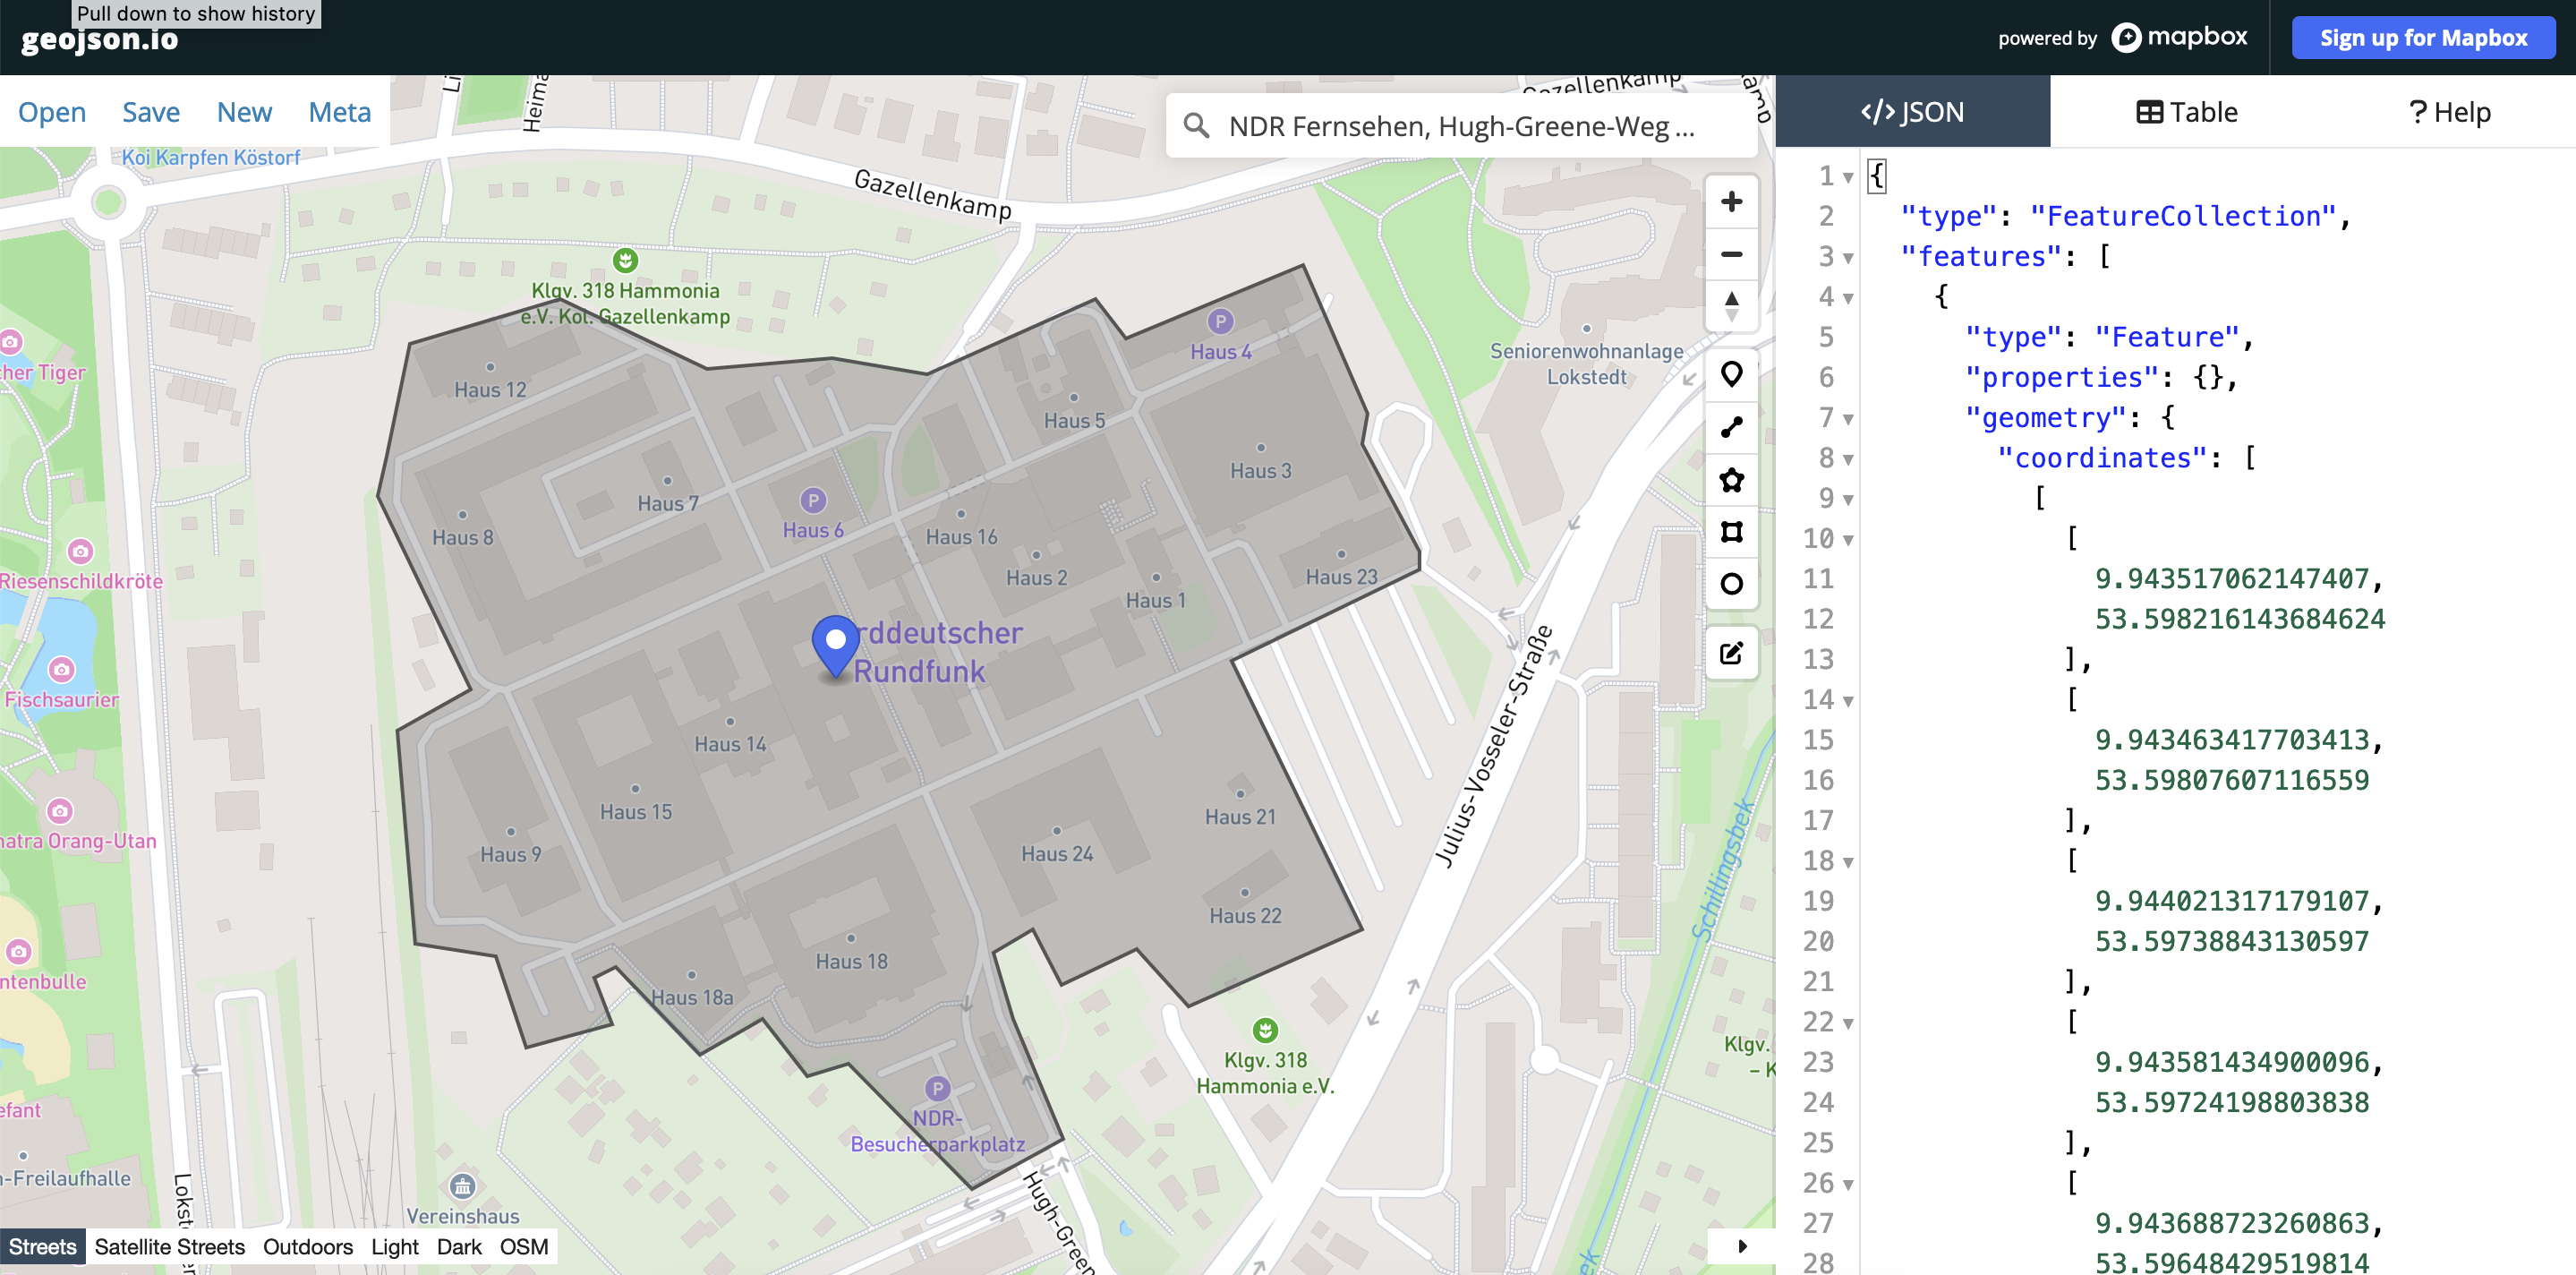 Pull down to show history
geojson.io
powered by mapbox
Sign up for Mapbox
Open Save New Meta
NDR Fernsehen, Hugh-Greene-Weg ...
</> JSON
Table
? Help
Heima
Gazellenkamp
Koi Karpfen Köstorf
Gazellenkamp
Klgv. 318 Hammonia
e.V. Kol. Gazellenkamp
Haus 4
Seniorenwohnanlage
Lokstedt
her Tiger
Haus 12
Haus 5
Haus 3
Haus 7
Haus 8
Haus 6
Haus 16
Haus 2
Haus 1
Haus 23
Riesenschildkröte
rddeutscher
Rundfunk
Fischsaurier
Haus 14
Julius-Vosseler-Straße
Haus 15
Haus 21
Haus 9
Haus 24
atra Orang-Utan
Haus 22
Schillingsbek
Haus 18
ntenbulle
Haus 18a
Klgv. 318
Hammonia e.V.
Klgv.
– K
efant
NDR-
Besucherparkplatz
-Freilaufhalle
Vereinshaus
Lokst
Hugh-Green
ek
Streets Satellite Streets Outdoors Light Dark OSM
1 {
2 "type": "FeatureCollection",
3 "features": [
4 {
5 "type": "Feature",
6 "properties": {},
7 "geometry": {
8 "coordinates": [
9 [
10 [
11 9.943517062147407,
12 53.598216143684624
13 ],
14 [
15 9.943463417703413,
16 53.59807607116559
17 ],
18 [
19 9.944021317179107,
20 53.59738843130597
21 ],
22 [
23 9.943581434900096,
24 53.59724198803838
25 ],
26 [
27 9.943688723260863,
28 53.59648429519814